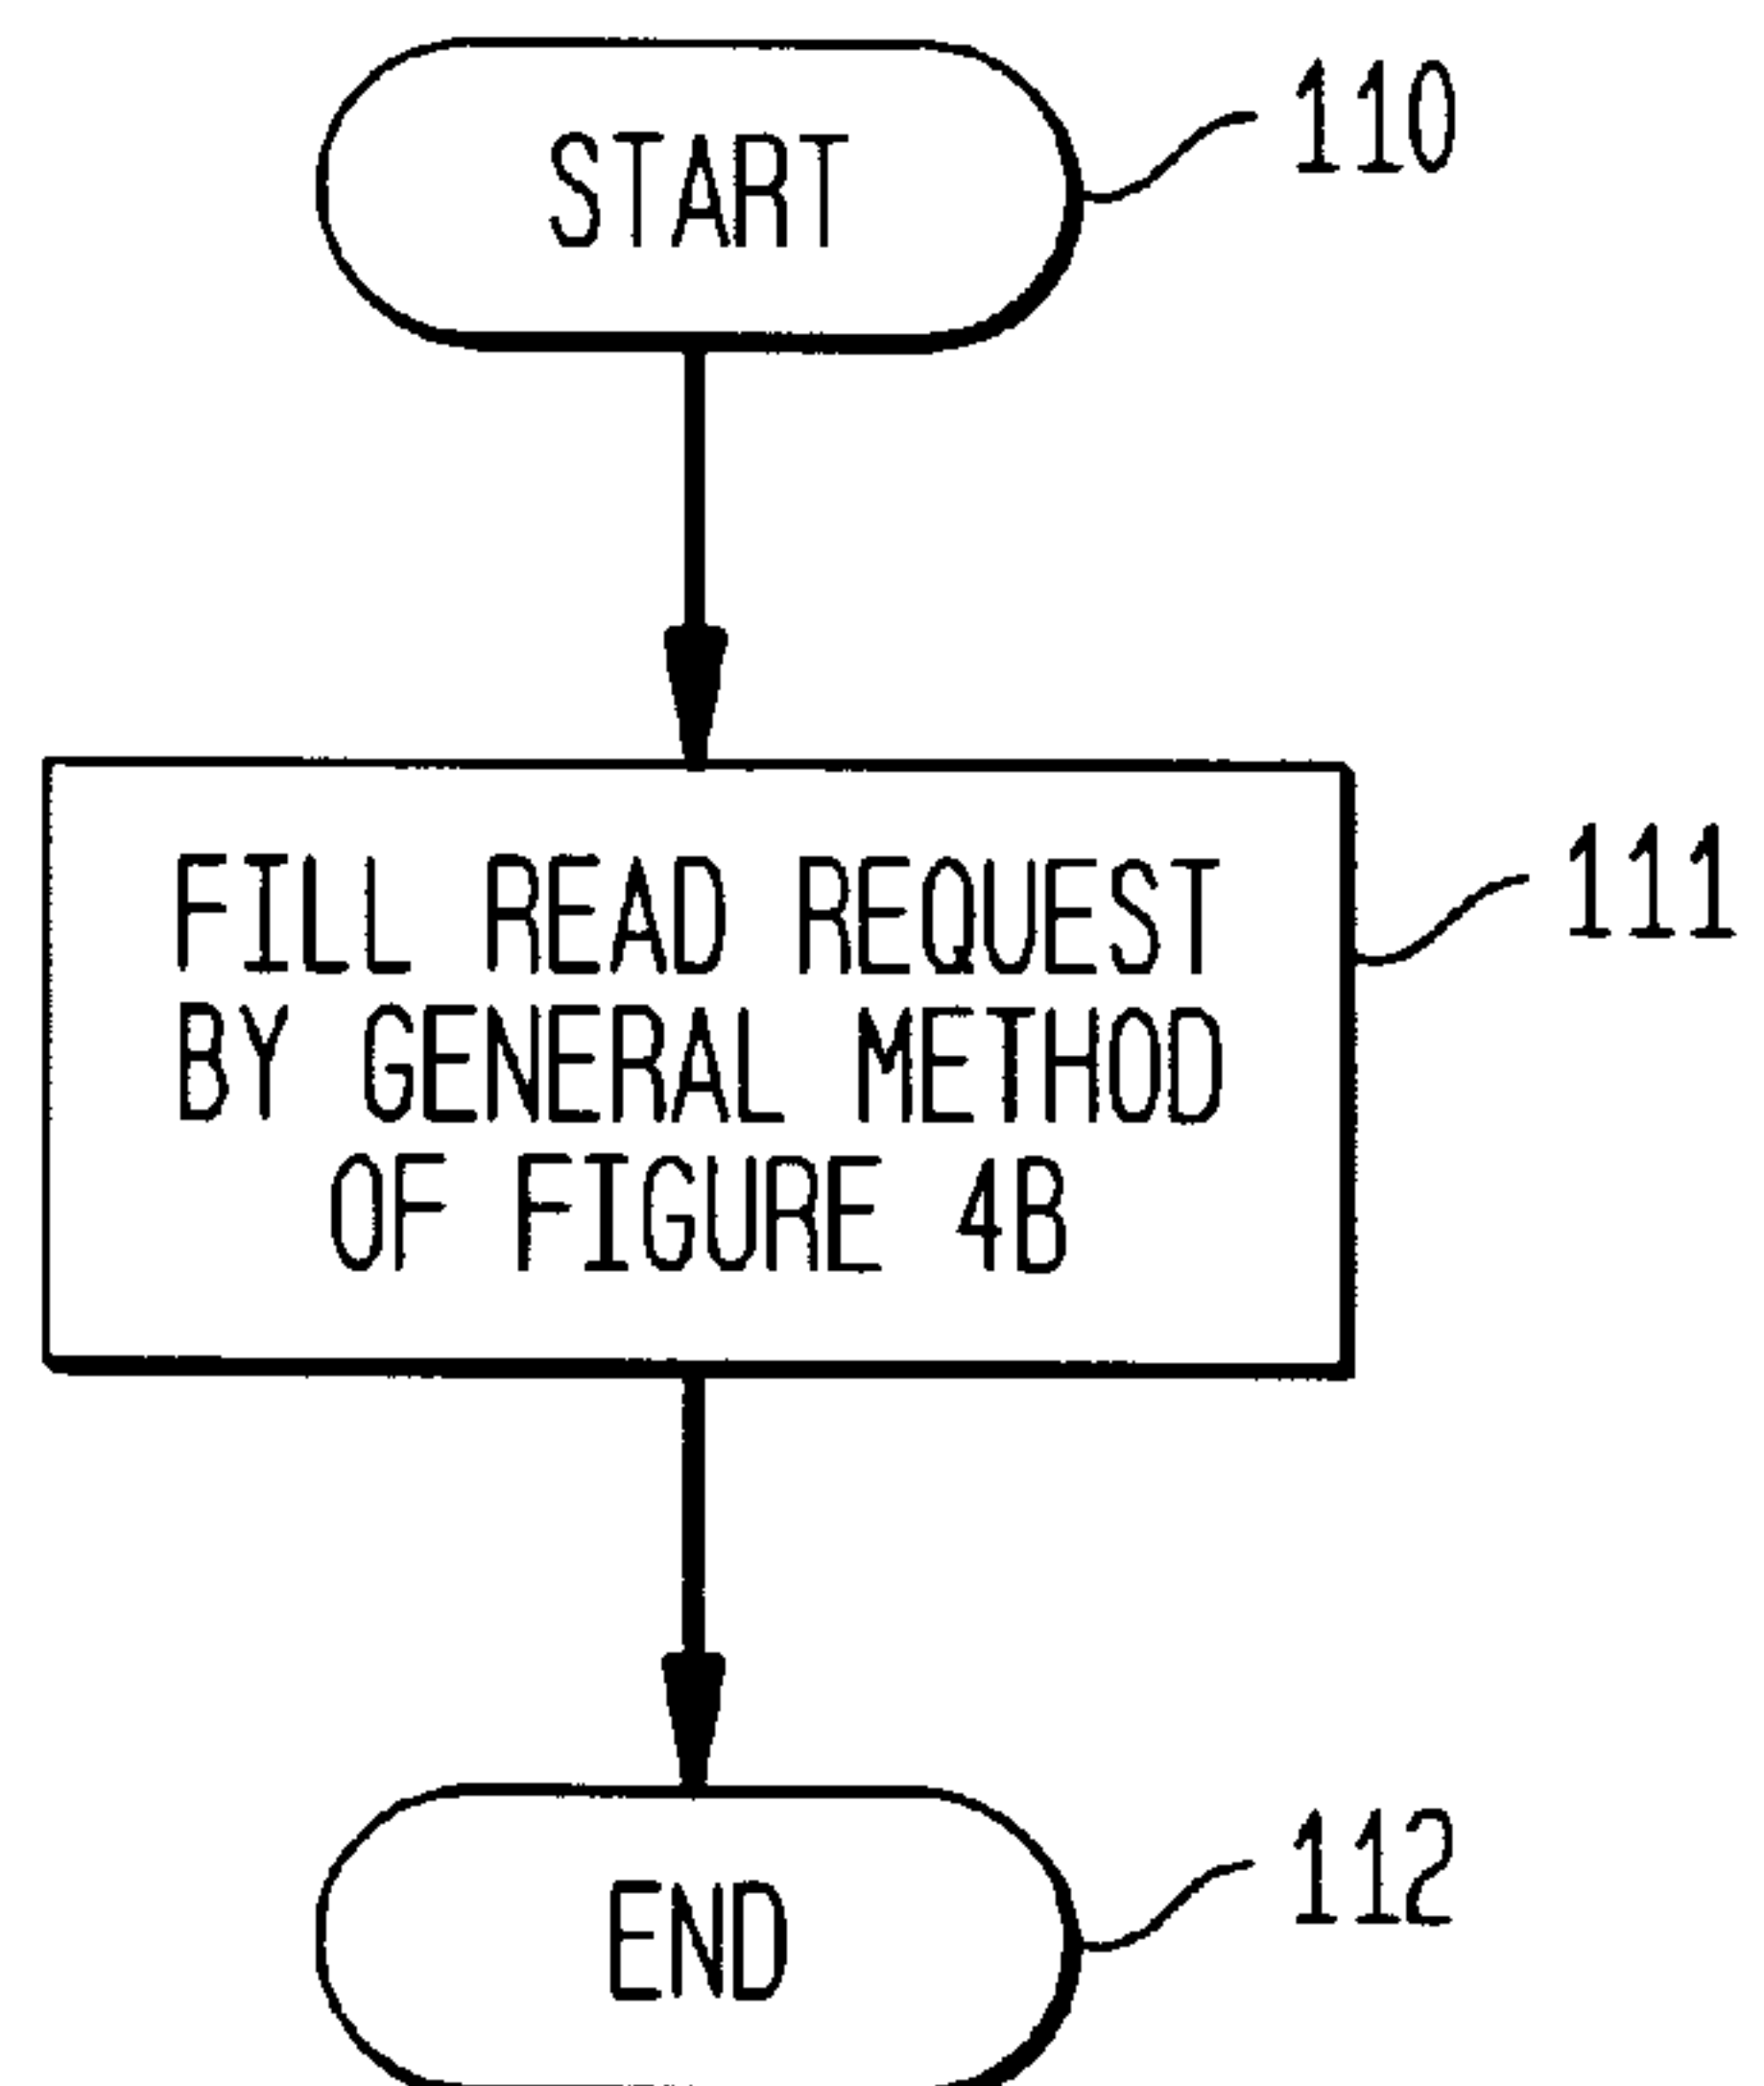 START
110
FILL READ REQUEST
BY GENERAL METHOD
OF FIGURE 4B
111
END
112